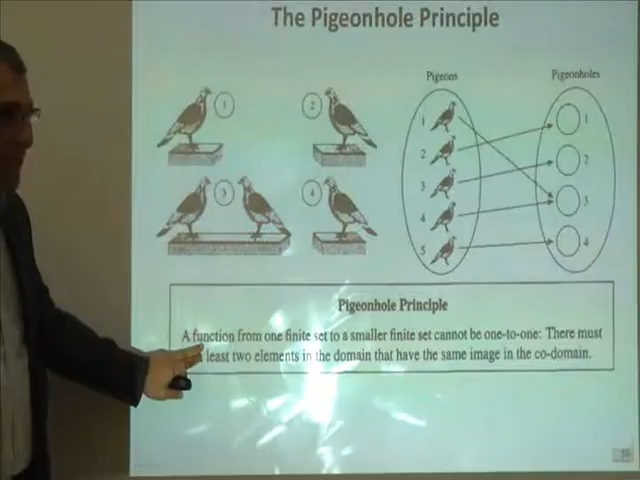 The Pigeonhole Principle
Pigeons
Pigeonholes
1
2
3
4
1
2
3
4
5
1
2
3
4
Pigeonhole Principle
A function from one finite set to a smaller finite set cannot be one-to-one: There must
least two elements in the domain that have the same image in the co-domain.